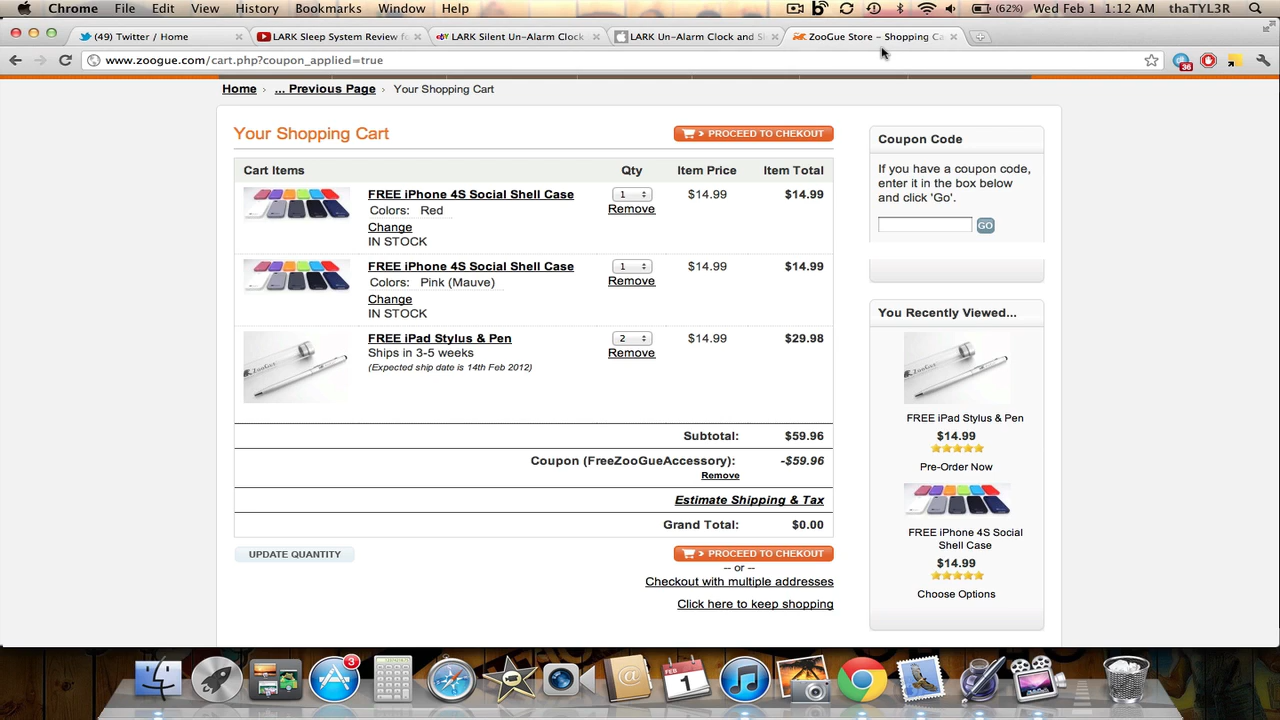 Chrome File Edit View History Bookmarks Window Help (62%) Wed Feb 1 1:12 AM thaTYL3R
(49) Twitter / Home LARK Sleep System Review fo LARK Silent Un-Alarm Clock LARK Un-Alarm Clock and S ZooGue Store - Shopping Ca
www.zoogue.com/cart.php?coupon_applied=true 36
Home › ... Previous Page › Your Shopping Cart
Your Shopping Cart
> PROCEED TO CHEKOUT
Cart Items Qty Item Price Item Total
FREE iPhone 4S Social Shell Case 1 $14.99 $14.99
Colors: Red Remove
Change
IN STOCK
FREE iPhone 4S Social Shell Case 1 $14.99 $14.99
Colors: Pink (Mauve) Remove
Change
IN STOCK
FREE iPad Stylus & Pen 2 $14.99 $29.98
Ships in 3-5 weeks Remove
(Expected ship date is 14th Feb 2012)
Subtotal: $59.96
Coupon (FreeZooGueAccessory): -$59.96
Remove
Estimate Shipping & Tax
Grand Total: $0.00
UPDATE QUANTITY > PROCEED TO CHEKOUT
-- or --
Checkout with multiple addresses
Click here to keep shopping
Coupon Code
If you have a coupon code,
enter it in the box below
and click 'Go'.
GO
You Recently Viewed...
FREE iPad Stylus & Pen
$14.99
Pre-Order Now
FREE iPhone 4S Social
Shell Case
$14.99
Choose Options
3
FEB
1